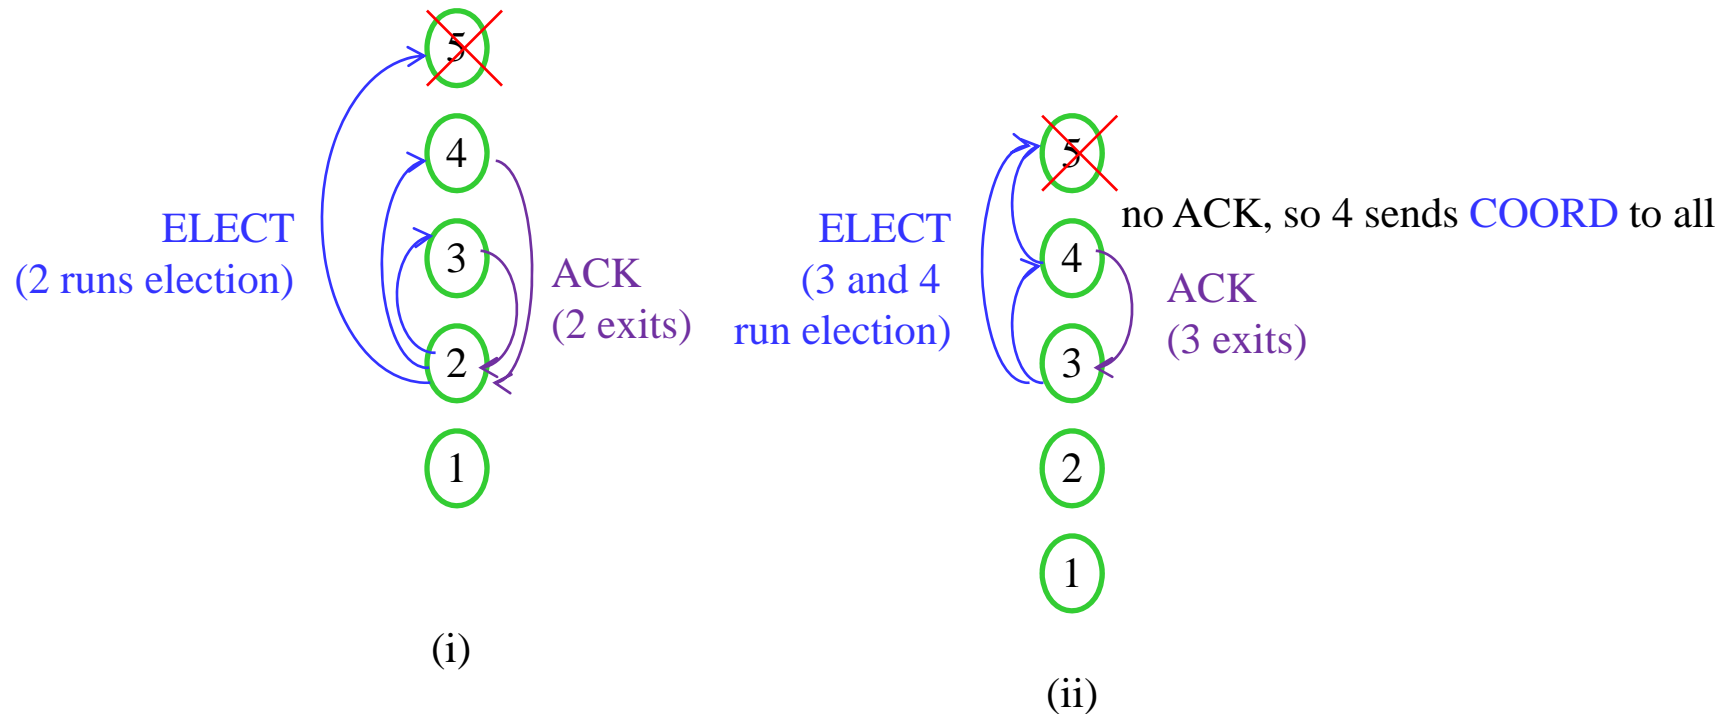 5
4
3
2
1
ELECT
(2 runs election)
ACK
(2 exits)
(i)
5
4
3
2
1
ELECT
(3 and 4
run election)
no ACK, so 4 sends COORD to all
ACK
(3 exits)
(ii)